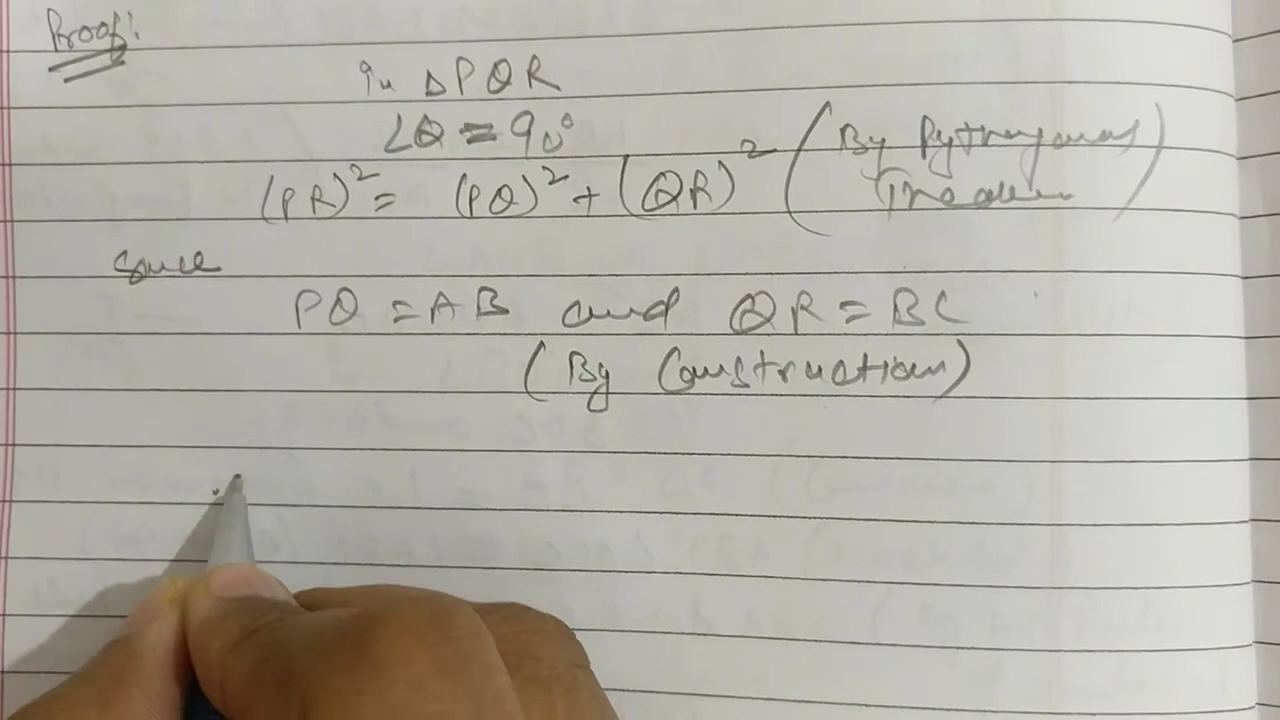 Proof:
in ΔPQR
∠Q = 90°
(PR)² = (PQ)² + (QR)² (By Pythagoras Theorem)
Since
PQ = AB and QR = BC
(By Construction)